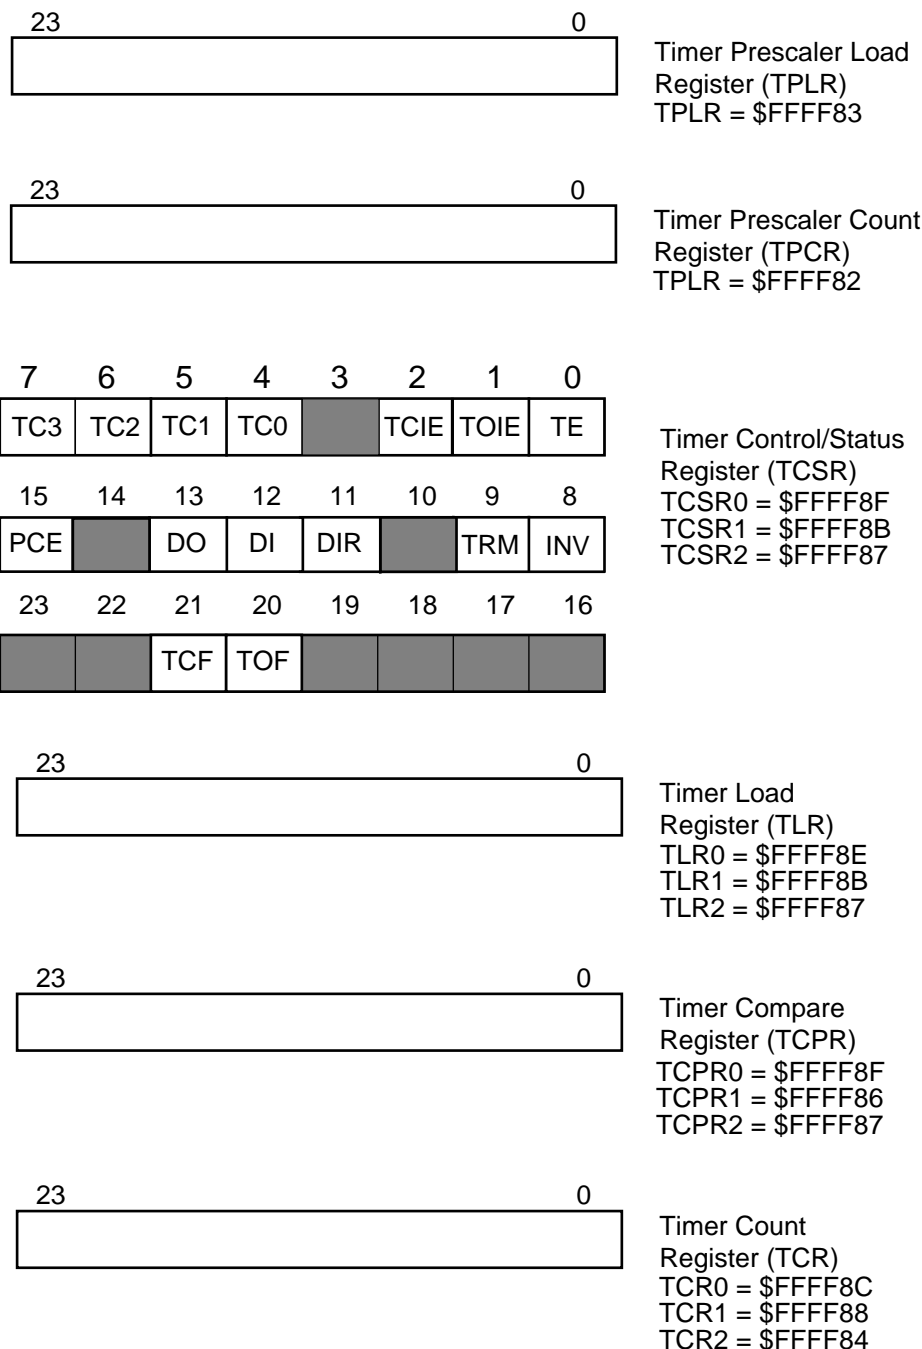 23 0
Timer Prescaler Load
Register (TPLR)
TPLR = $FFFF83
23 0
Timer Prescaler Count
Register (TPCR)
TPLR = $FFFF82
7 6 5 4 3 2 1 0
TC3 TC2 TC1 TC0 TCIE TOIE TE
Timer Control/Status
Register (TCSR)
TCSR0 = $FFFF8F
TCSR1 = $FFFF8B
TCSR2 = $FFFF87
15 14 13 12 11 10 9 8
PCE DO DI DIR TRM INV
23 22 21 20 19 18 17 16
TCF TOF
23 0
Timer Load
Register (TLR)
TLR0 = $FFFF8E
TLR1 = $FFFF8B
TLR2 = $FFFF87
23 0
Timer Compare
Register (TCPR)
TCPR0 = $FFFF8F
TCPR1 = $FFFF86
TCPR2 = $FFFF87
23 0
Timer Count
Register (TCR)
TCR0 = $FFFF8C
TCR1 = $FFFF88
TCR2 = $FFFF84